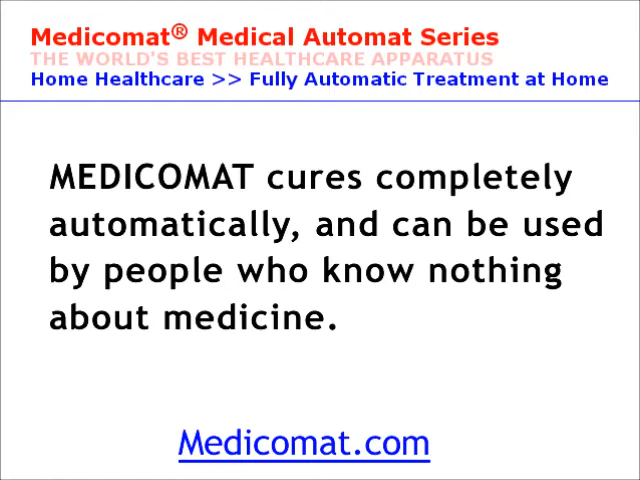 Medicomat® Medical Automat Series
THE WORLD'S BEST HEALTHCARE APPARATUS
Home Healthcare >> Fully Automatic Treatment at Home
MEDICOMAT cures completely
automatically, and can be used
by people who know nothing
about medicine.
Medicomat.com